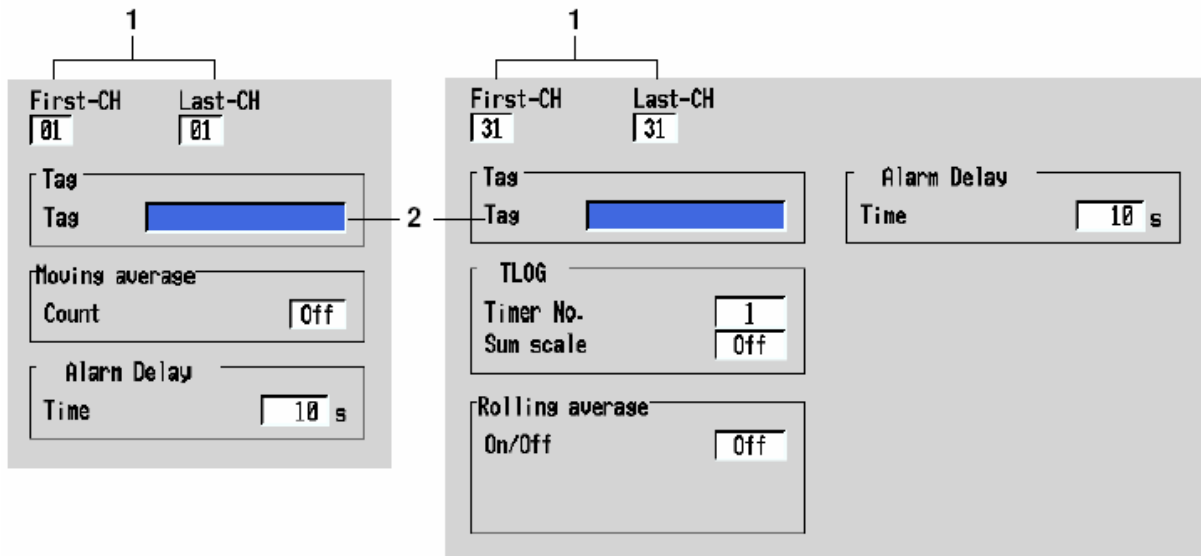 1
First-CH Last-CH
01 01
Tag
Tag
2
Moving average
Count Off
Alarm Delay
Time 10 s
1
First-CH Last-CH
31 31
Tag
Tag
Alarm Delay
Time 10 s
TLOG
Timer No. 1
Sum scale Off
Rolling average
On/Off Off